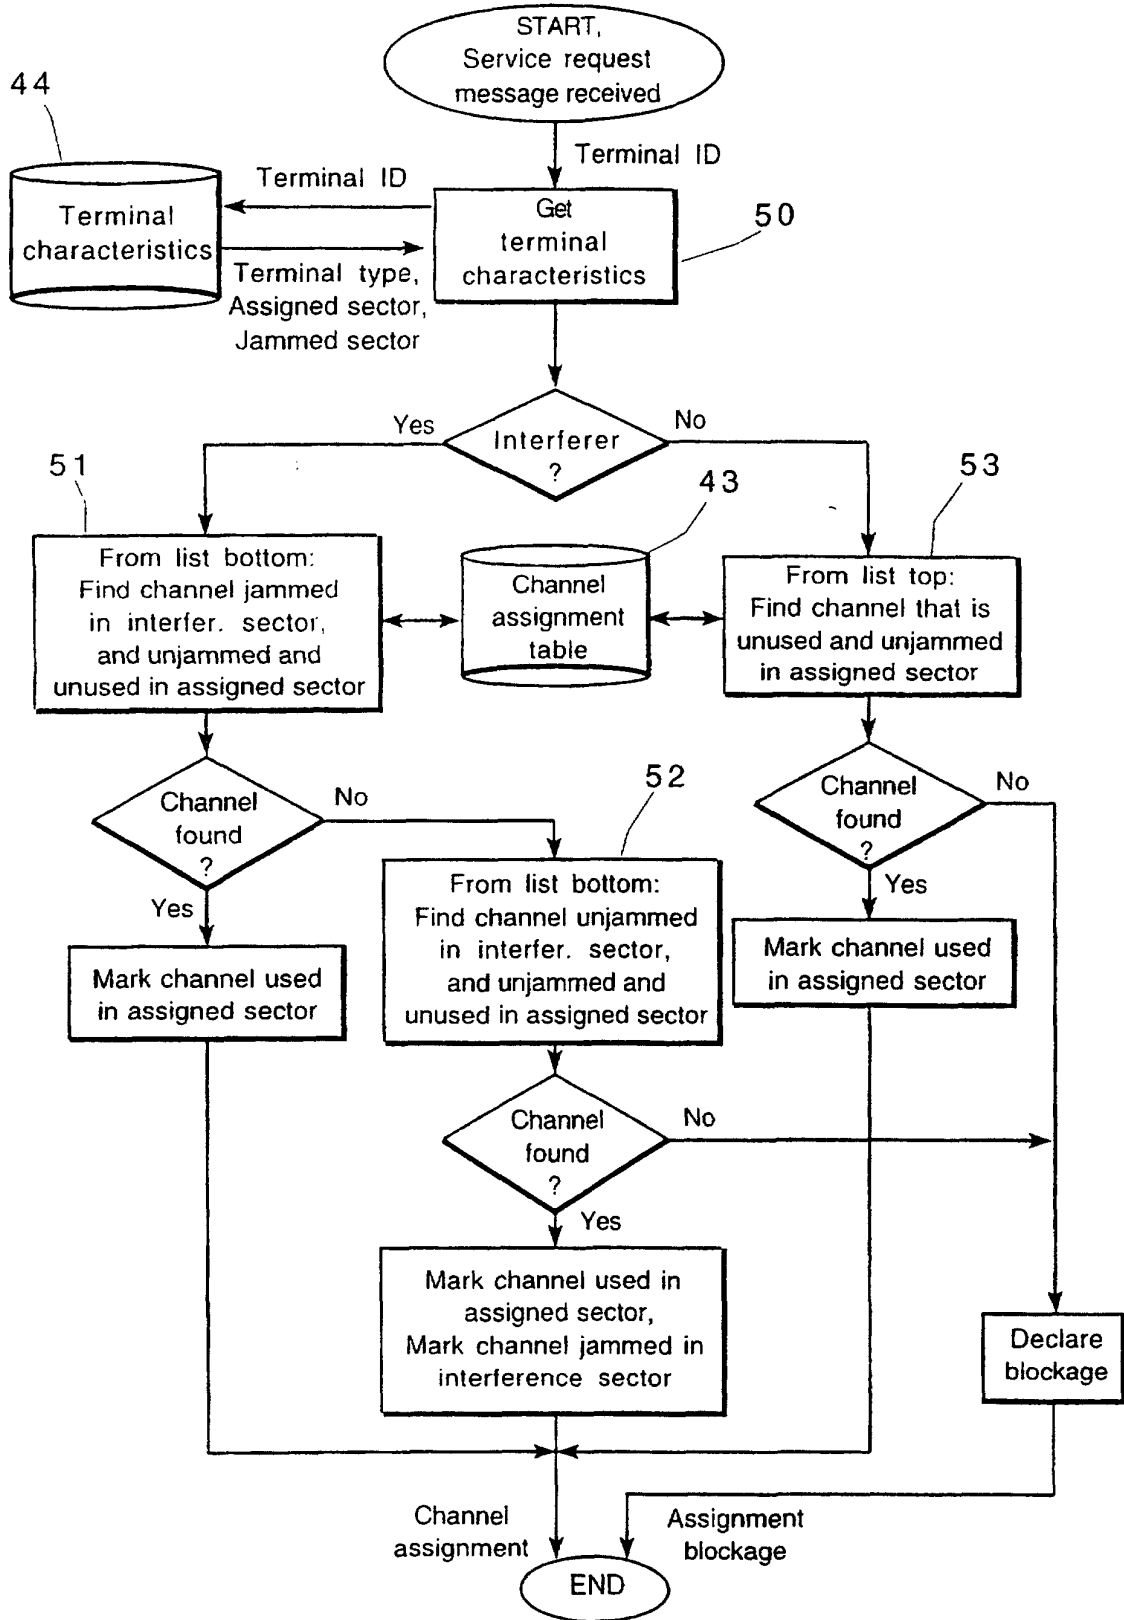 START,
Service request
message received
44
Terminal ID
Terminal ID
Terminal
characteristics
Get
terminal
characteristics
50
Terminal type,
Assigned sector,
Jammed sector
Yes
No
Interferer
?
51
43
53
From list bottom:
Find channel jammed
in interfer. sector,
and unjammed and
unused in assigned sector
Channel
assignment
table
From list top:
Find channel that is
unused and unjammed
in assigned sector
Channel
found
?
No
52
Channel
found
?
No
Yes
From list bottom:
Find channel unjammed
in interfer. sector,
and unjammed and
unused in assigned sector
Yes
Mark channel used
in assigned sector
Mark channel used
in assigned sector
Channel
found
?
No
Yes
Mark channel used in
assigned sector,
Mark channel jammed in
interference sector
Declare
blockage
Channel
assignment
Assignment
blockage
END